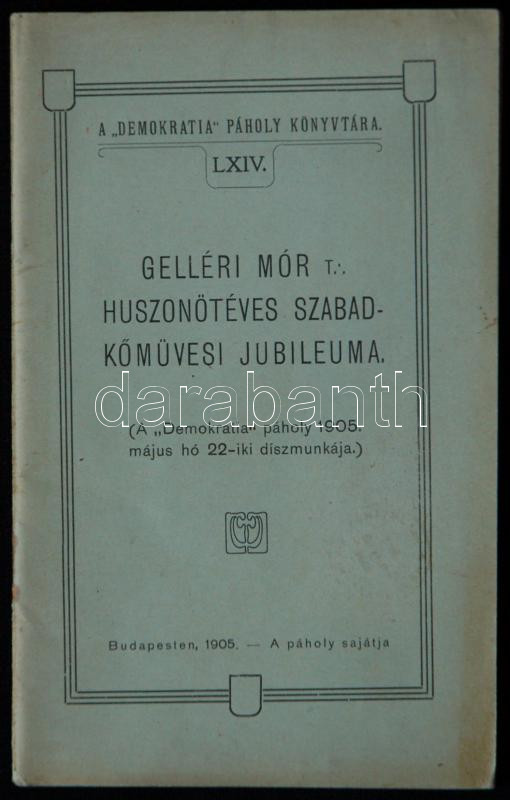 A „DEMOKRATIA“ PÁHOLY KÖNYVTÁRA.
LXIV.
GELLÉRI MÓR T∴
HUSZONÖTÉVES SZABAD-
KŐMÜVESI JUBILEUMA.
darabanth
(A „Demokratia“ páholy 1905.
május hó 22-iki díszmunkája.)
Budapesten, 1905. — A páholy sajátja